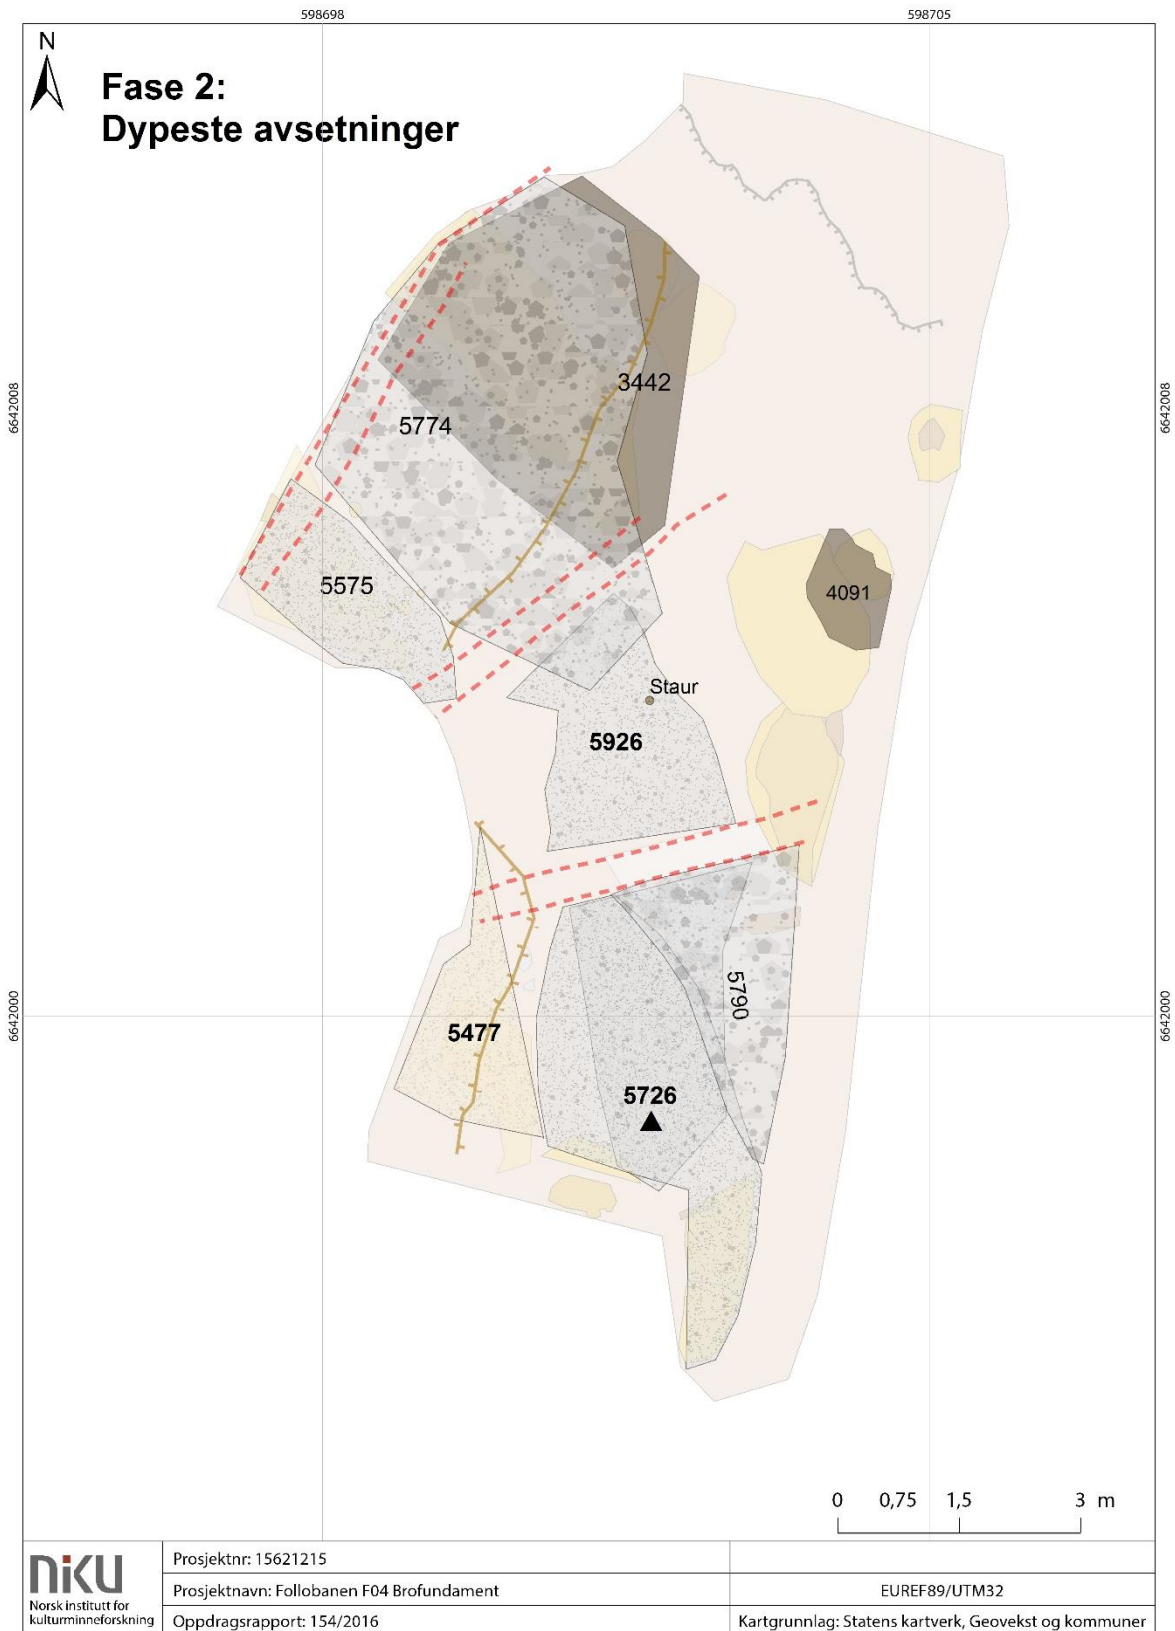 598698
598705
N
Fase 2:
Dypeste avsetninger
6642008
6642008
3442
5774
5575
4091
Staur
5926
5790
6642000
6642000
5477
5726
0 0,75 1,5 3 m
niku
Norsk institutt for
kulturminneforskning
Prosjektnr: 15621215
Prosjektnavn: Follobanen F04 Brofundament
EUREF89/UTM32
Oppdragsrapport: 154/2016
Kartgrunnlag: Statens kartverk, Geovekst og kommuner